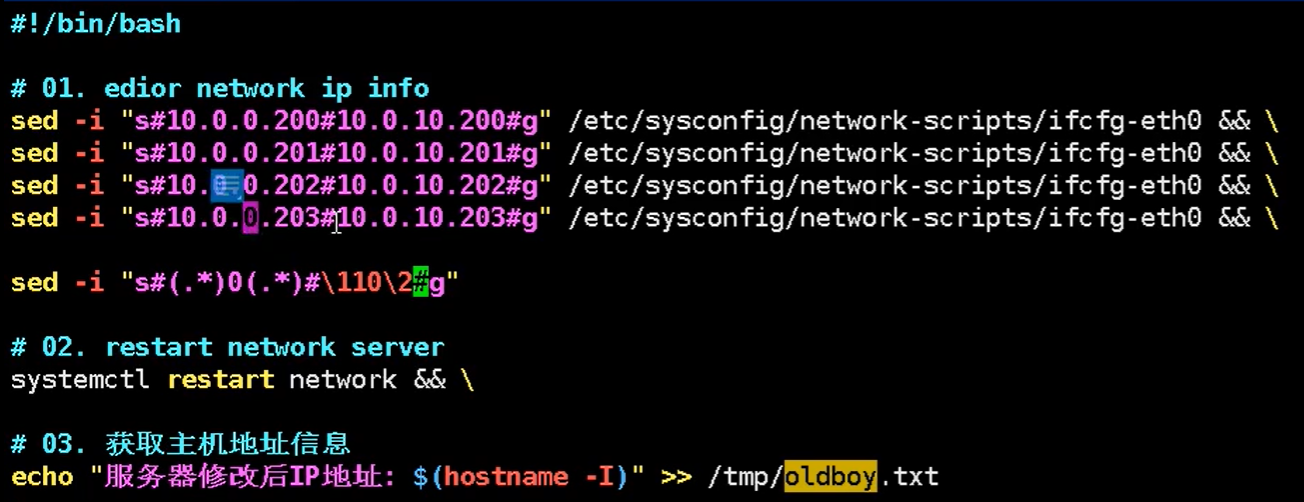 #!/bin/bash
# 01. edior network ip info
sed -i "s#10.0.0.200#10.0.10.200#g" /etc/sysconfig/network-scripts/ifcfg-eth0 && \
sed -i "s#10.0.0.201#10.0.10.201#g" /etc/sysconfig/network-scripts/ifcfg-eth0 && \
sed -i "s#10.0.0.202#10.0.10.202#g" /etc/sysconfig/network-scripts/ifcfg-eth0 && \
sed -i "s#10.0.0.203#10.0.10.203#g" /etc/sysconfig/network-scripts/ifcfg-eth0 && \
sed -i "s#(.*)0(.*)#\110\2#g"
# 02. restart network server
systemctl restart network && \
# 03. 获取主机地址信息
echo "服务器修改后IP地址: $(hostname -I)" >> /tmp/oldboy.txt